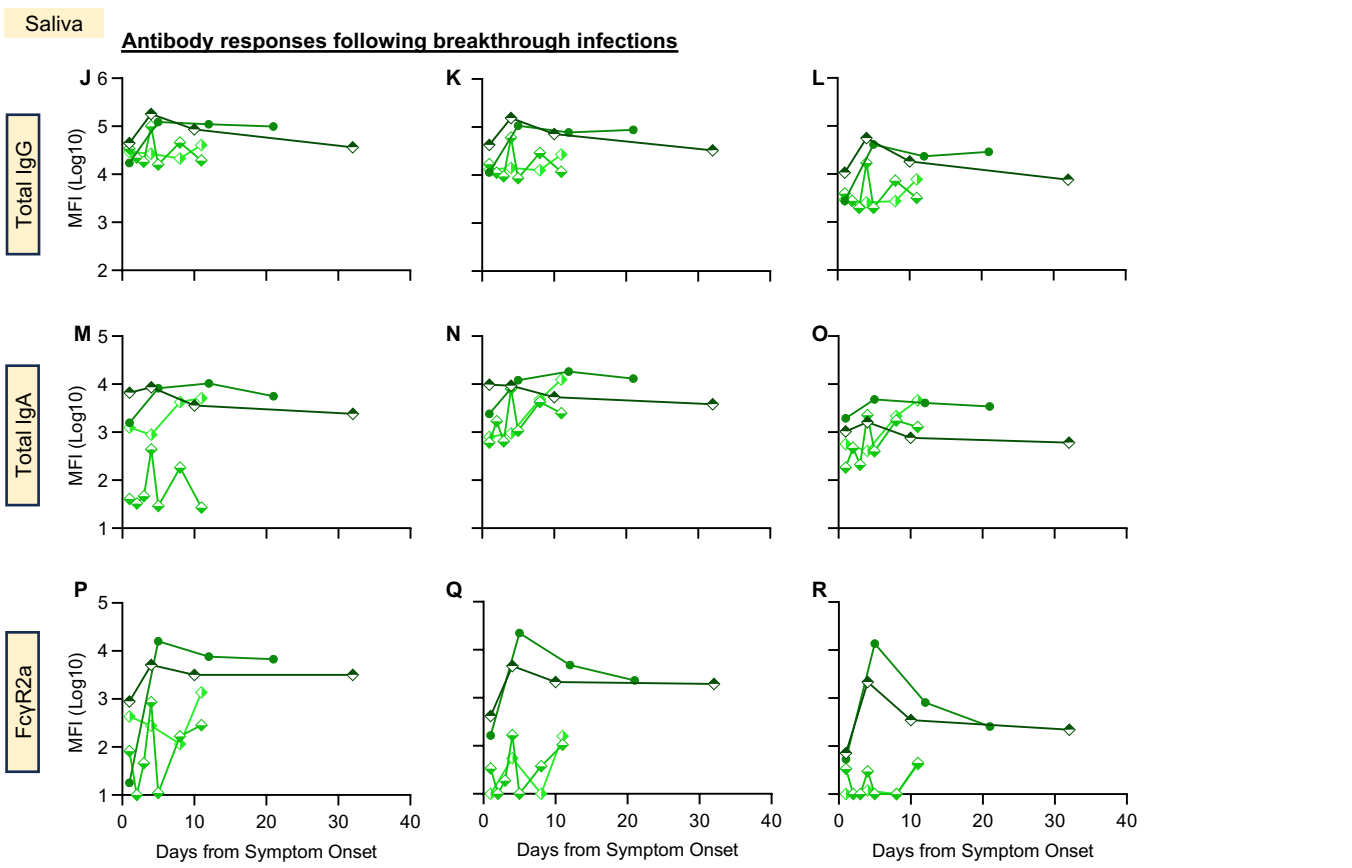 Saliva
Antibody responses following breakthrough infections
J
K
L
Total IgG
MFI (Log10)
6
5
4
3
2
M
N
O
Total IgA
MFI (Log10)
5
4
3
2
1
P
Q
R
FcγR2a
MFI (Log10)
5
4
3
2
1
0 10 20 30 40
0 10 20 30 40
0 10 20 30 40
Days from Symptom Onset
Days from Symptom Onset
Days from Symptom Onset